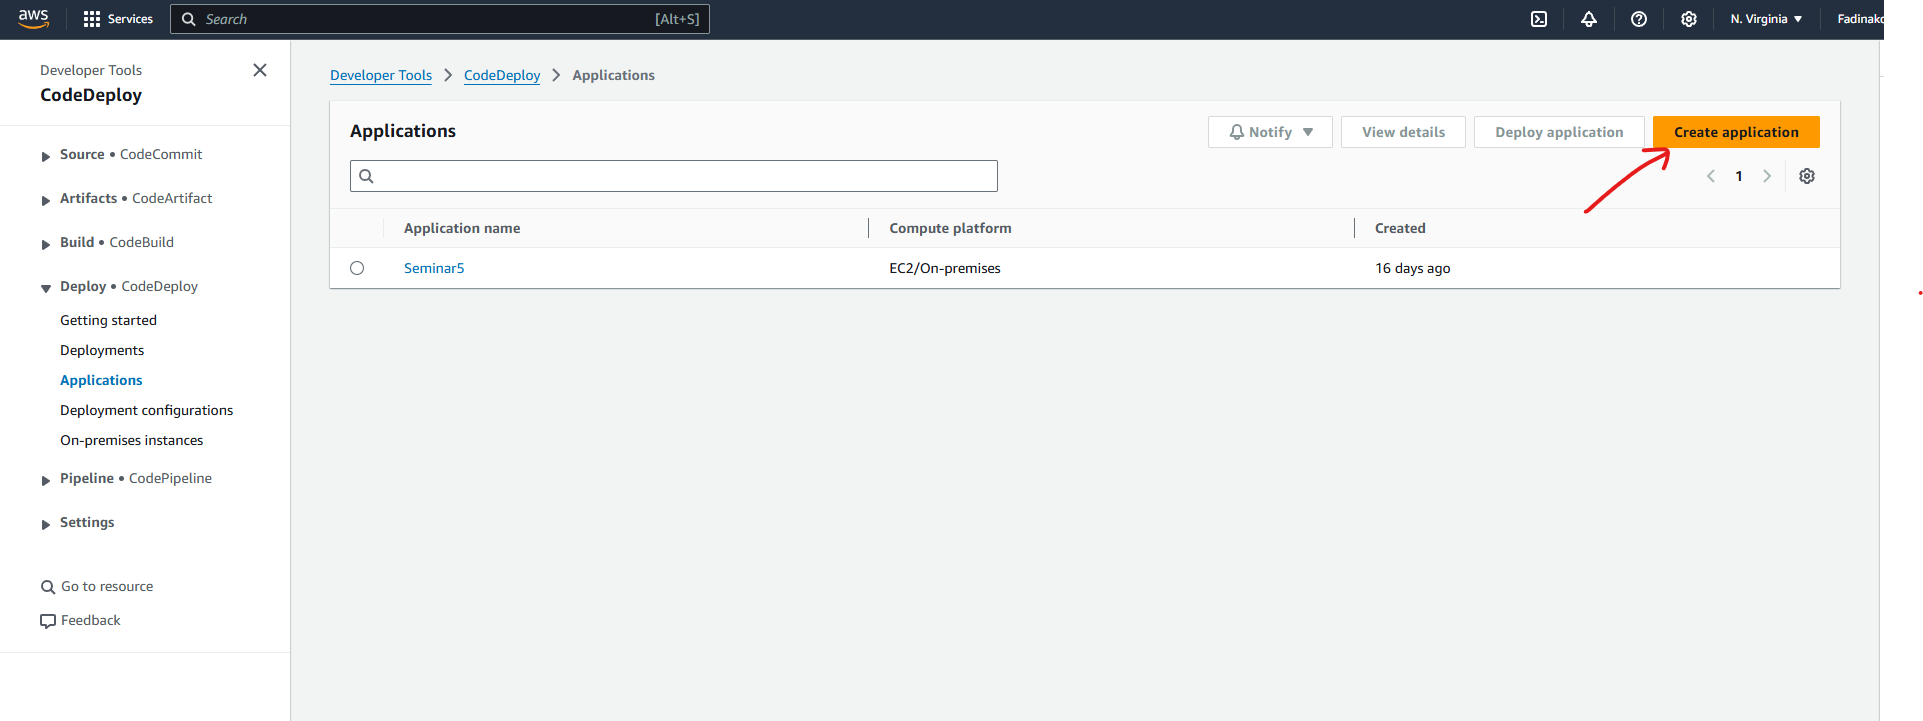 aws Services Search [Alt+S] N. Virginia Fadinako
Developer Tools
CodeDeploy
Source • CodeCommit
Artifacts • CodeArtifact
Build • CodeBuild
Deploy • CodeDeploy
Getting started
Deployments
Applications
Deployment configurations
On-premises instances
Pipeline • CodePipeline
Settings
Go to resource
Feedback
Developer Tools > CodeDeploy > Applications
Applications
Notify View details Deploy application Create application
1
Application name Compute platform Created
Seminar5 EC2/On-premises 16 days ago